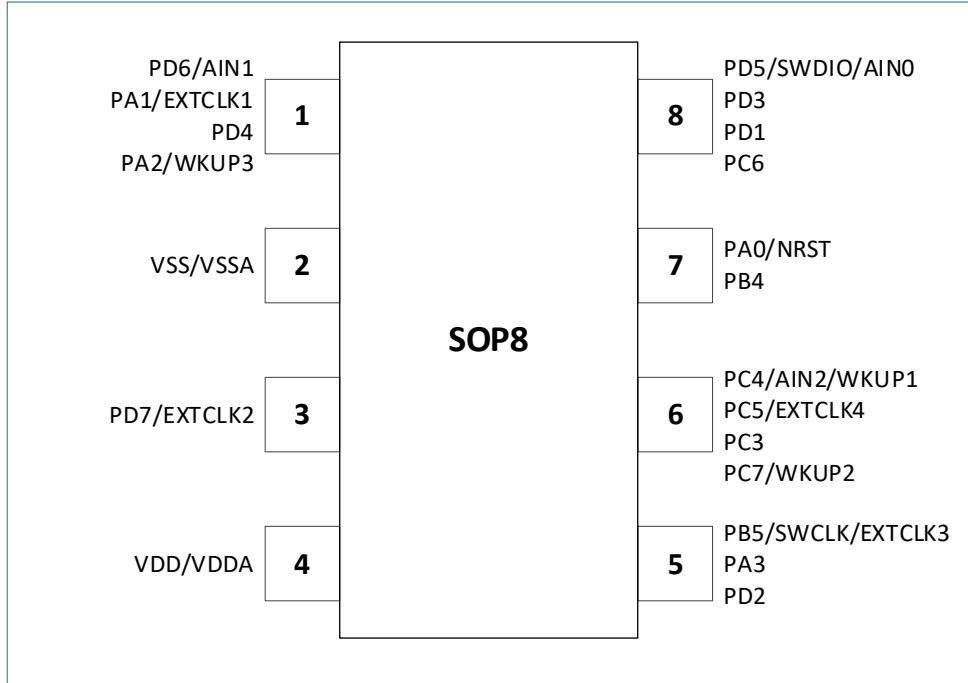 PD6/AIN1
PA1/EXTCLK1
PD4
PA2/WKUP3
1
VSS/VSSA
2
PD7/EXTCLK2
3
VDD/VDDA
4
SOP8
8
PD5/SWDIO/AIN0
PD3
PD1
PC6
7
PA0/NRST
PB4
6
PC4/AIN2/WKUP1
PC5/EXTCLK4
PC3
PC7/WKUP2
5
PB5/SWCLK/EXTCLK3
PA3
PD2